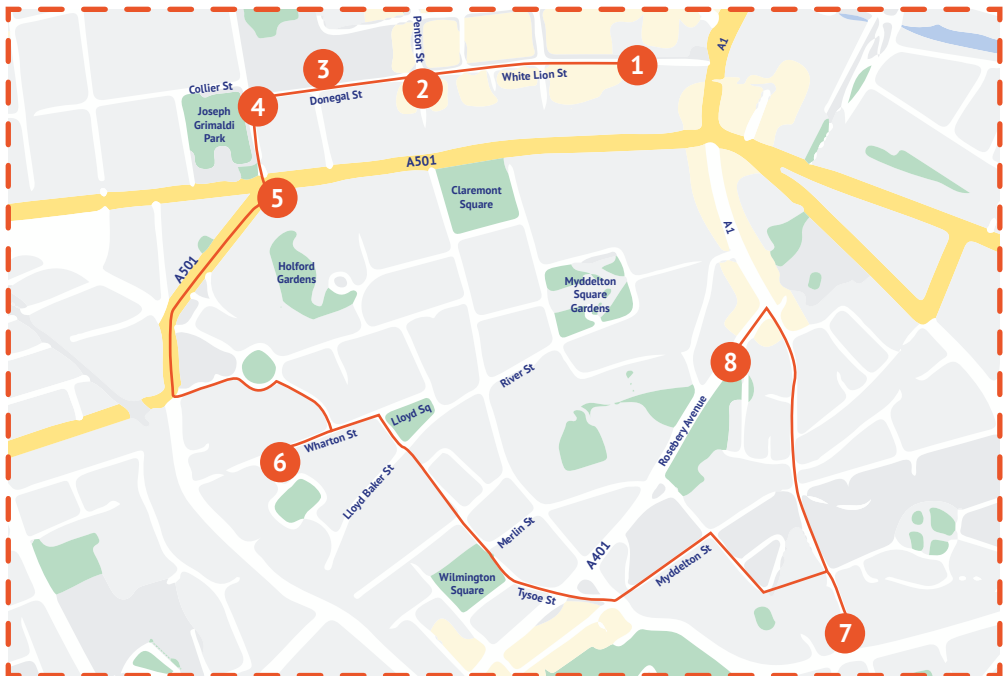 A1
Penton St
3
1
White Lion St
2
Collier St
Donegal St
4
Joseph
Grimaldi
Park
A501
5
Claremont
Square
A1
A501
Holford
Gardens
Myddelton
Square
Gardens
8
River St
Lloyd Sq
Rosebery Avenue
Wharton St
6
Lloyd Baker St
Merlin St
A401
Myddelton St
Wilmington
Square
Tysoe St
7